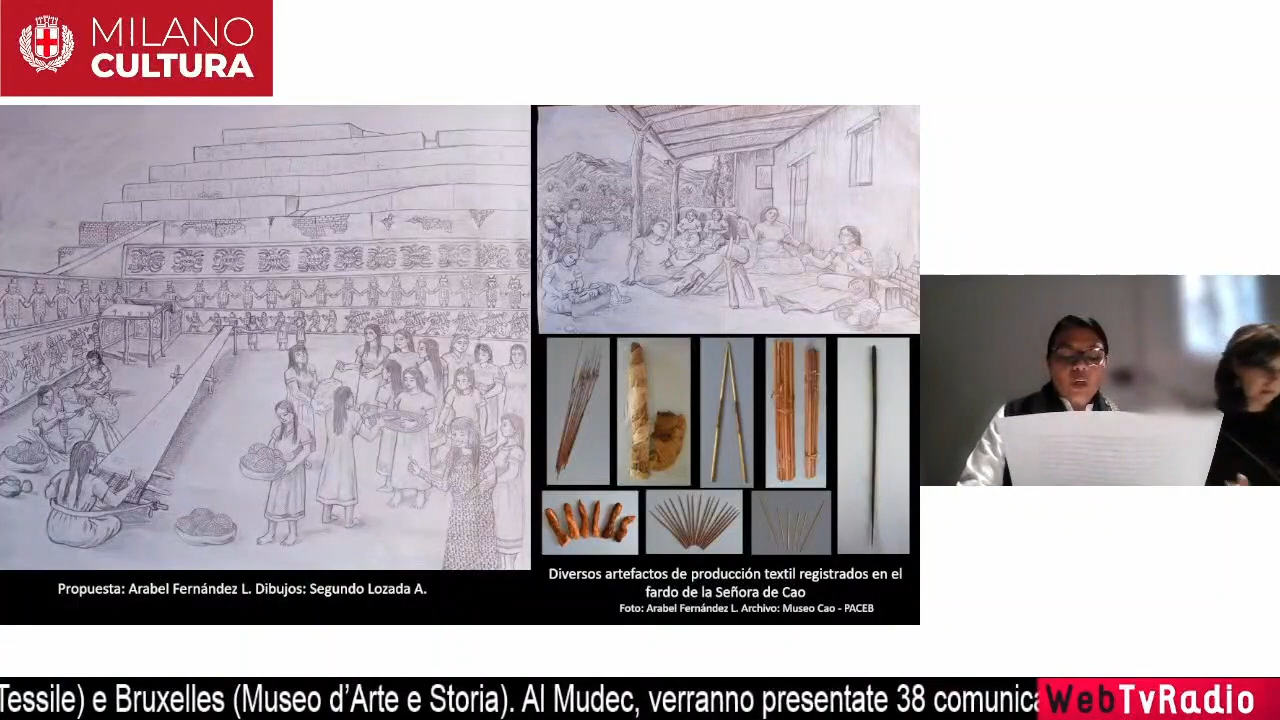 MILANO
CULTURA
Propuesta: Arabel Fernández L. Dibujos: Segundo Lozada A.
Diversos artefactos de producción textil registrados en el
fardo de la Señora de Cao
Foto: Arabel Fernández L. Archivo: Museo Cao - PACEB
Tessile) e Bruxelles (Museo d'Arte e Storia). Al Mudec, verranno presentate 38
WebTvRadio